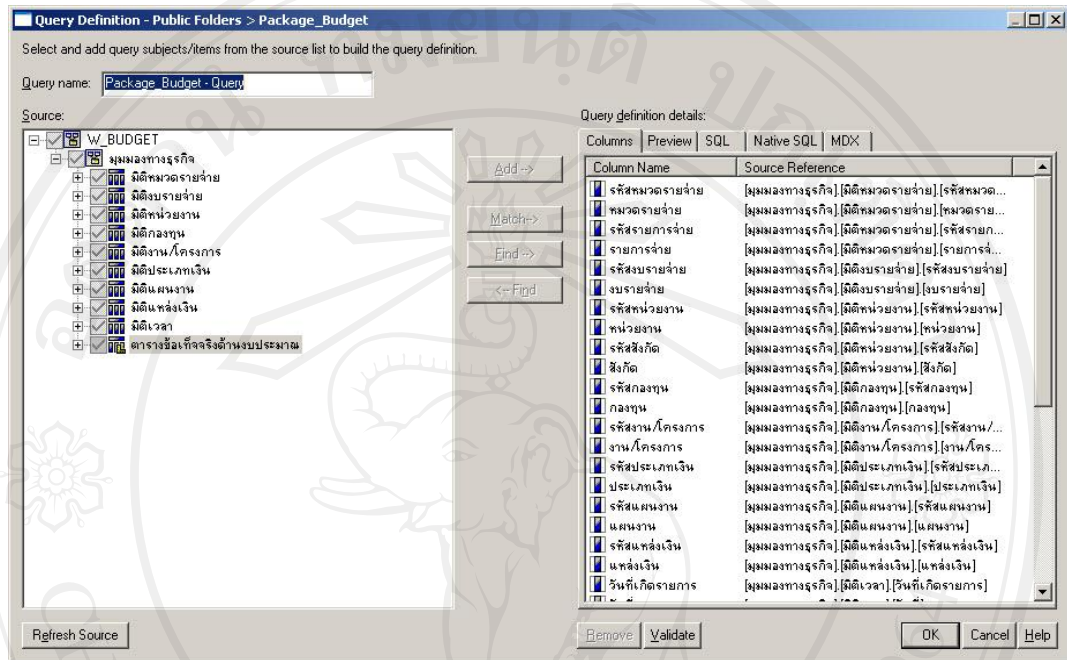 Query Definition - Public Folders > Package_Budget
Select and add query subjects/items from the source list to build the query definition.
Query name: Package_Budget - Query
Source:
W_BUDGET
มุมมองทางธุรกิจ
มิติหมวดรายจ่าย
มิติงบรายจ่าย
มิติหน่วยงาน
มิติกองทุน
มิติงาน/โครงการ
มิติประเภทเงิน
มิติแผนงาน
มิติแหล่งเงิน
มิติเวลา
ตารางข้อเท็จจริงด้านงบประมาณ
Add -->
Match-->
Find -->
<-- Find
Query definition details:
Columns Preview SQL Native SQL MDX
Column Name Source Reference
รหัสหมวดรายจ่าย [มุมมองทางธุรกิจ].[มิติหมวดรายจ่าย].[รหัสหมวด...
หมวดรายจ่าย [มุมมองทางธุรกิจ].[มิติหมวดรายจ่าย].[หมวดราย...
รหัสรายการจ่าย [มุมมองทางธุรกิจ].[มิติหมวดรายจ่าย].[รหัสรายก...
รายการจ่าย [มุมมองทางธุรกิจ].[มิติหมวดรายจ่าย].[รายการจ่...
รหัสงบรายจ่าย [มุมมองทางธุรกิจ].[มิติงบรายจ่าย].[รหัสงบรายจ่าย]
งบรายจ่าย [มุมมองทางธุรกิจ].[มิติงบรายจ่าย].[งบรายจ่าย]
รหัสหน่วยงาน [มุมมองทางธุรกิจ].[มิติหน่วยงาน].[รหัสหน่วยงาน]
หน่วยงาน [มุมมองทางธุรกิจ].[มิติหน่วยงาน].[หน่วยงาน]
รหัสสังกัด [มุมมองทางธุรกิจ].[มิติหน่วยงาน].[รหัสสังกัด]
สังกัด [มุมมองทางธุรกิจ].[มิติหน่วยงาน].[สังกัด]
รหัสกองทุน [มุมมองทางธุรกิจ].[มิติกองทุน].[รหัสกองทุน]
กองทุน [มุมมองทางธุรกิจ].[มิติกองทุน].[กองทุน]
รหัสงาน/โครงการ [มุมมองทางธุรกิจ].[มิติงาน/โครงการ].[รหัสงาน/...
งาน/โครงการ [มุมมองทางธุรกิจ].[มิติงาน/โครงการ].[งาน/โคร...
รหัสประเภทเงิน [มุมมองทางธุรกิจ].[มิติประเภทเงิน].[รหัสประเภ...
ประเภทเงิน [มุมมองทางธุรกิจ].[มิติประเภทเงิน].[ประเภทเงิน]
รหัสแผนงาน [มุมมองทางธุรกิจ].[มิติแผนงาน].[รหัสแผนงาน]
แผนงาน [มุมมองทางธุรกิจ].[มิติแผนงาน].[แผนงาน]
รหัสแหล่งเงิน [มุมมองทางธุรกิจ].[มิติแหล่งเงิน].[รหัสแหล่งเงิน]
แหล่งเงิน [มุมมองทางธุรกิจ].[มิติแหล่งเงิน].[แหล่งเงิน]
วันที่เกิดรายการ [มุมมองทางธุรกิจ].[มิติเวลา].[วันที่เกิดรายการ]
Refresh Source Remove Validate OK Cancel Help